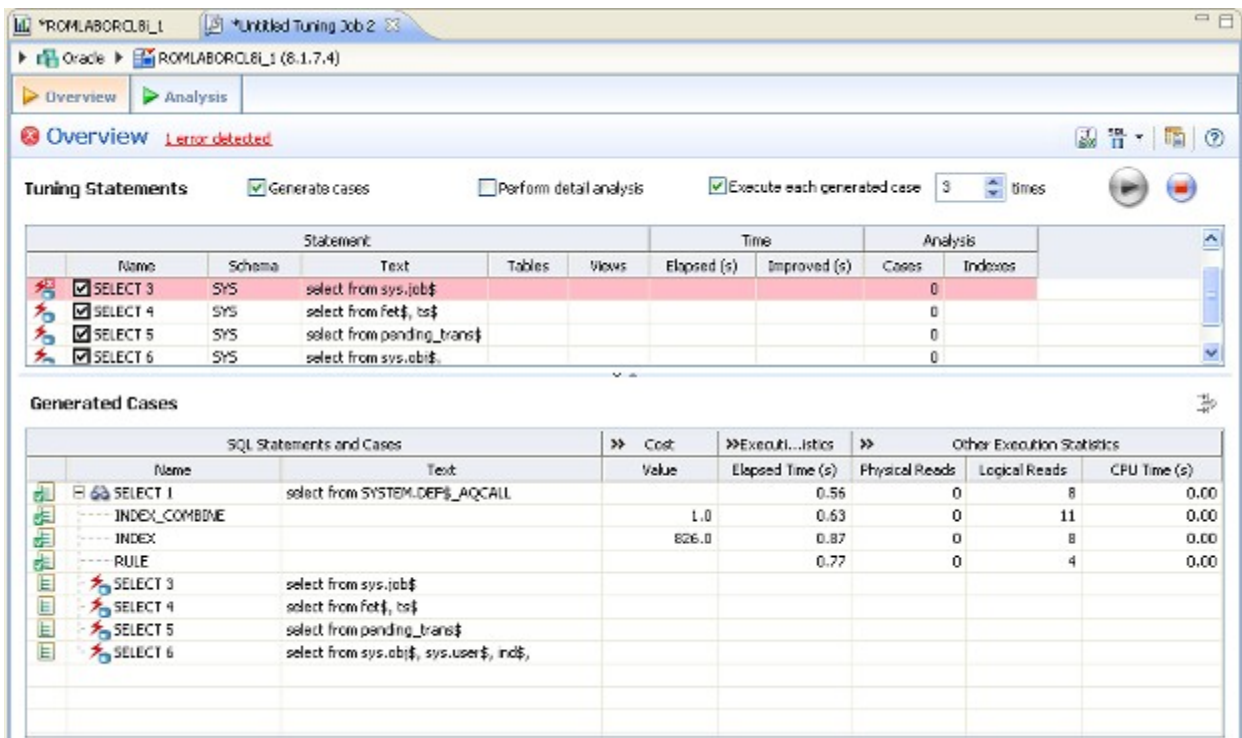 *ROMLABORCL8i_1 *Untitled Tuning Job 2
Oracle ROMLABORCL8i_1 (8.1.7.4)
Overview Analysis
Overview 1 error detected
Tuning Statements Generate cases Perform detail analysis Execute each generated case 3 times
Statement Time Analysis
Name Schema Text Tables Views Elapsed (s) Improved (s) Cases Indexes
SELECT 3 SYS select from sys.job$ 0
SELECT 4 SYS select from fet$, ts$ 0
SELECT 5 SYS select from pending_trans$ 0
SELECT 6 SYS select from sys.obj$, 0
Generated Cases
SQL Statements and Cases Cost Executi...istics Other Execution Statistics
Name Text Value Elapsed Time (s) Physical Reads Logical Reads CPU Time (s)
SELECT 1 select from SYSTEM.DEF$_AQCALL 0.56 0 8 0.00
INDEX_COMBINE 1.0 0.63 0 11 0.00
INDEX 826.0 0.87 0 8 0.00
RULE 0.77 0 4 0.00
SELECT 3 select from sys.job$
SELECT 4 select from fet$, ts$
SELECT 5 select from pending_trans$
SELECT 6 select from sys.obj$, sys.user$, ind$,